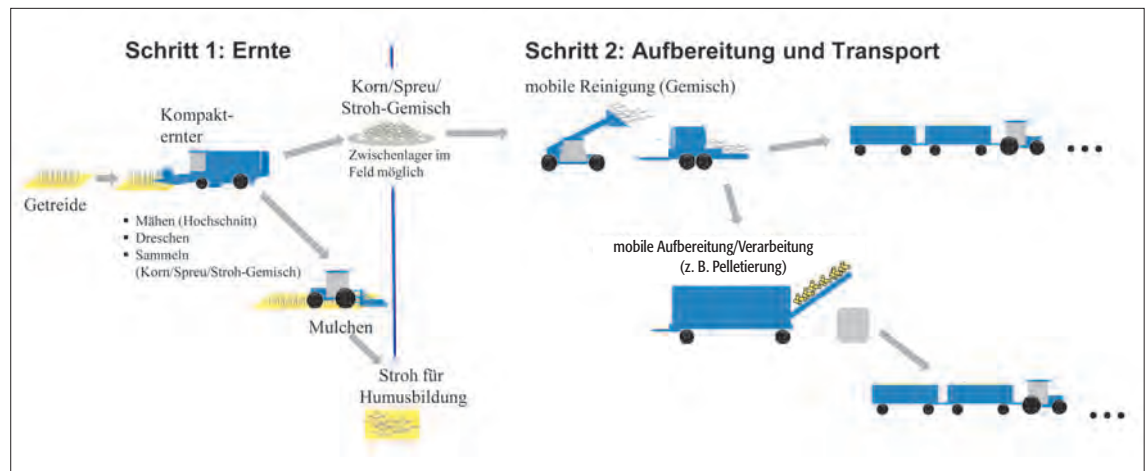 Schritt 1: Ernte
Kompakt-
ernter
Getreide
▪ Mähen (Hochschnitt)
▪ Dreschen
▪ Sammeln
(Korn/Spreu/Stroh-Gemisch)
Mulchen
Korn/Spreu/
Stroh-Gemisch
Zwischenlager im
Feld möglich
Stroh für
Humusbildung
Schritt 2: Aufbereitung und Transport
mobile Reinigung (Gemisch)
mobile Aufbereitung/Verarbeitung
(z. B. Pelletierung)